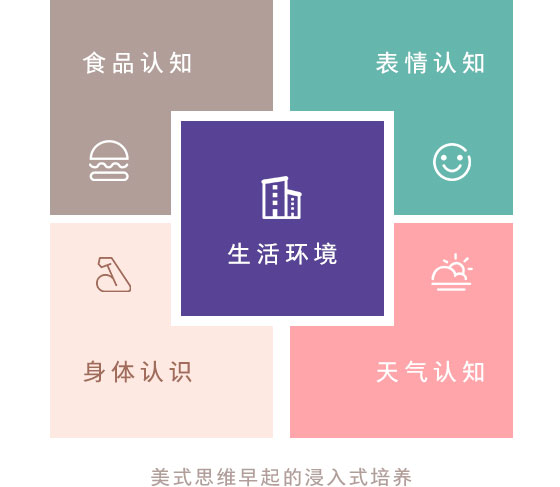 食品认知
表情认知
生活环境
身体认识
天气认知
美式思维早起的浸入式培养